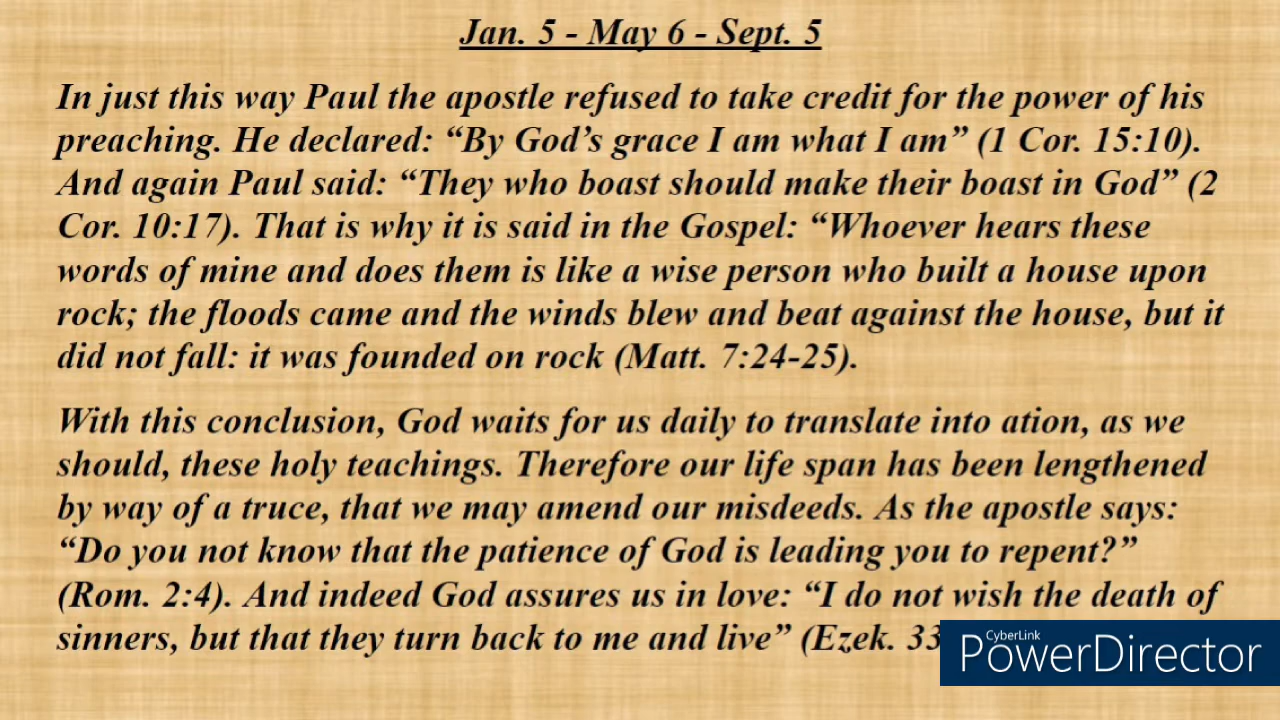 Jan. 5 - May 6 - Sept. 5
In just this way Paul the apostle refused to take credit for the power of his
preaching. He declared: “By God’s grace I am what I am” (1 Cor. 15:10).
And again Paul said: “They who boast should make their boast in God” (2
Cor. 10:17). That is why it is said in the Gospel: “Whoever hears these
words of mine and does them is like a wise person who built a house upon
rock; the floods came and the winds blew and beat against the house, but it
did not fall: it was founded on rock (Matt. 7:24-25).
With this conclusion, God waits for us daily to translate into ation, as we
should, these holy teachings. Therefore our life span has been lengthened
by way of a truce, that we may amend our misdeeds. As the apostle says:
“Do you not know that the patience of God is leading you to repent?”
(Rom. 2:4). And indeed God assures us in love: “I do not wish the death of
sinners, but that they turn back to me and live” (Ezek. 33
CyberLink
PowerDirector